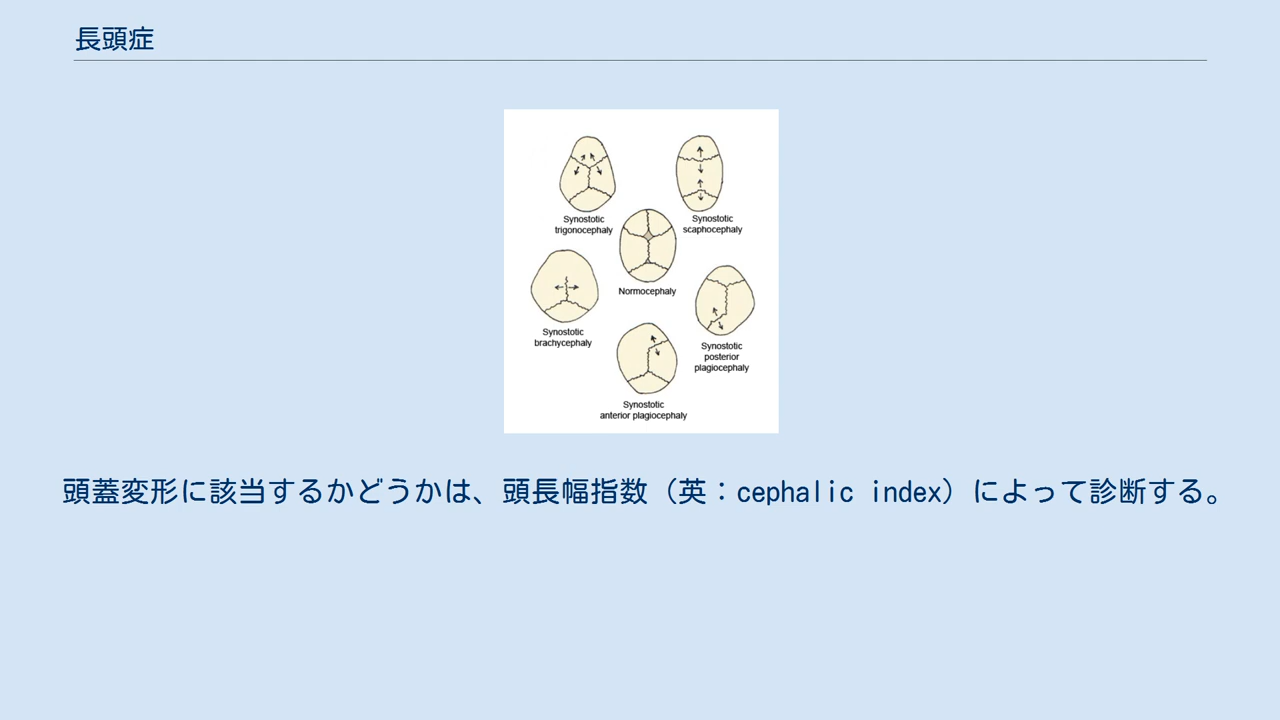 長頭症
Synostotic
trigonocephaly
Synostotic
scaphocephaly
Normocephaly
Synostotic
brachycephaly
Synostotic
posterior
plagiocephaly
Synostotic
anterior plagiocephaly
頭蓋変形に該当するかどうかは、頭長幅指数（英：cephalic index）によって診断する。